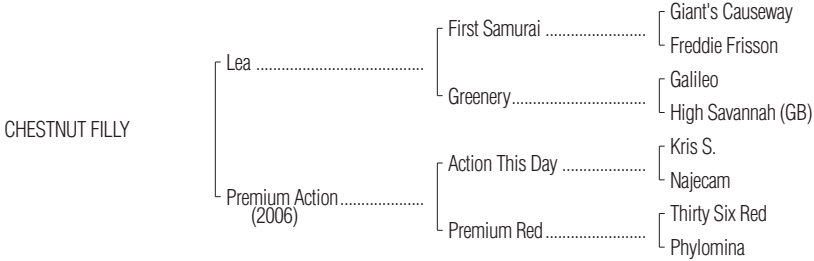 Giant's Causeway
First Samurai ........................
Freddie Frisson
Lea ........................................
Galileo
Greenery................................
High Savannah (GB)
CHESTNUT FILLY
Kris S.
Action This Day ....................
Najecam
Premium Action....................
(2006)
Thirty Six Red
Premium Red........................
Phylomina